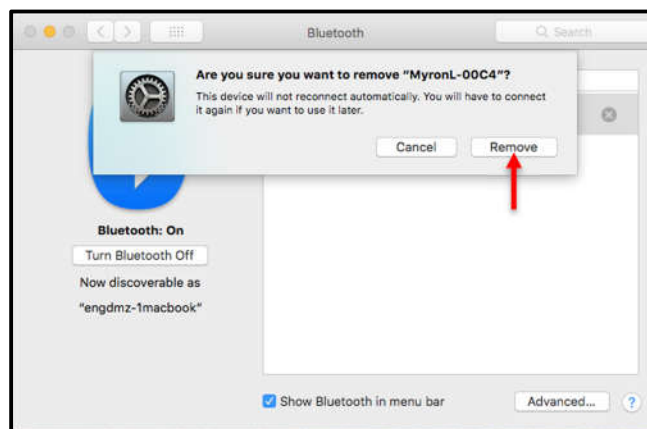 Bluetooth
Search
Are you sure you want to remove “MyronL-00C4”?
This device will not reconnect automatically. You will have to connect
it again if you want to use it later.
Cancel
Remove
Bluetooth: On
Turn Bluetooth Off
Now discoverable as
“engdmz-1macbook”
Show Bluetooth in menu bar
Advanced...
?